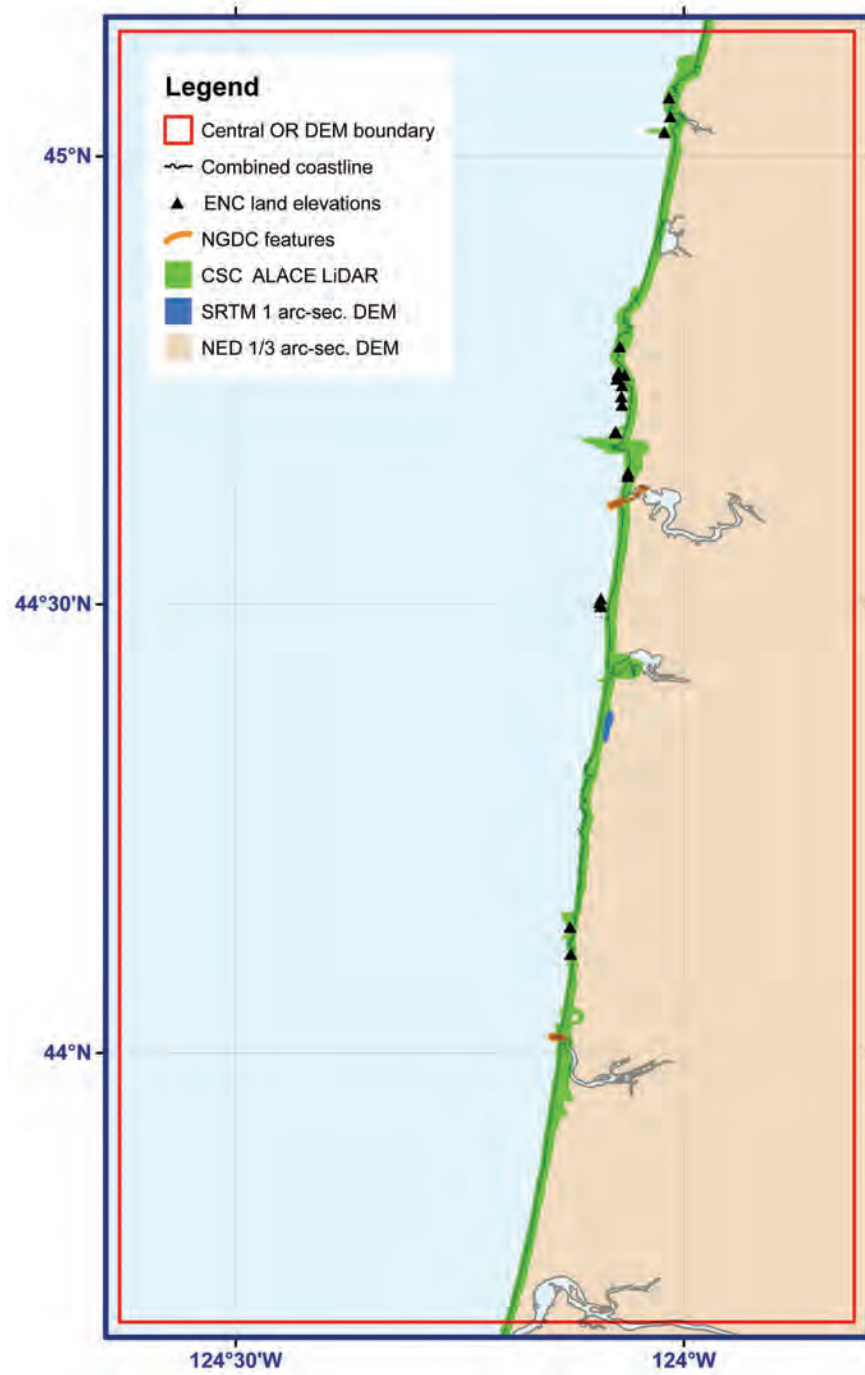 Legend
Central OR DEM boundary
Combined coastline
ENC land elevations
NGDC features
CSC ALACE LiDAR
SRTM 1 arc-sec. DEM
NED 1/3 arc-sec. DEM
45°N
44°30'N
44°N
124°30'W
124°W